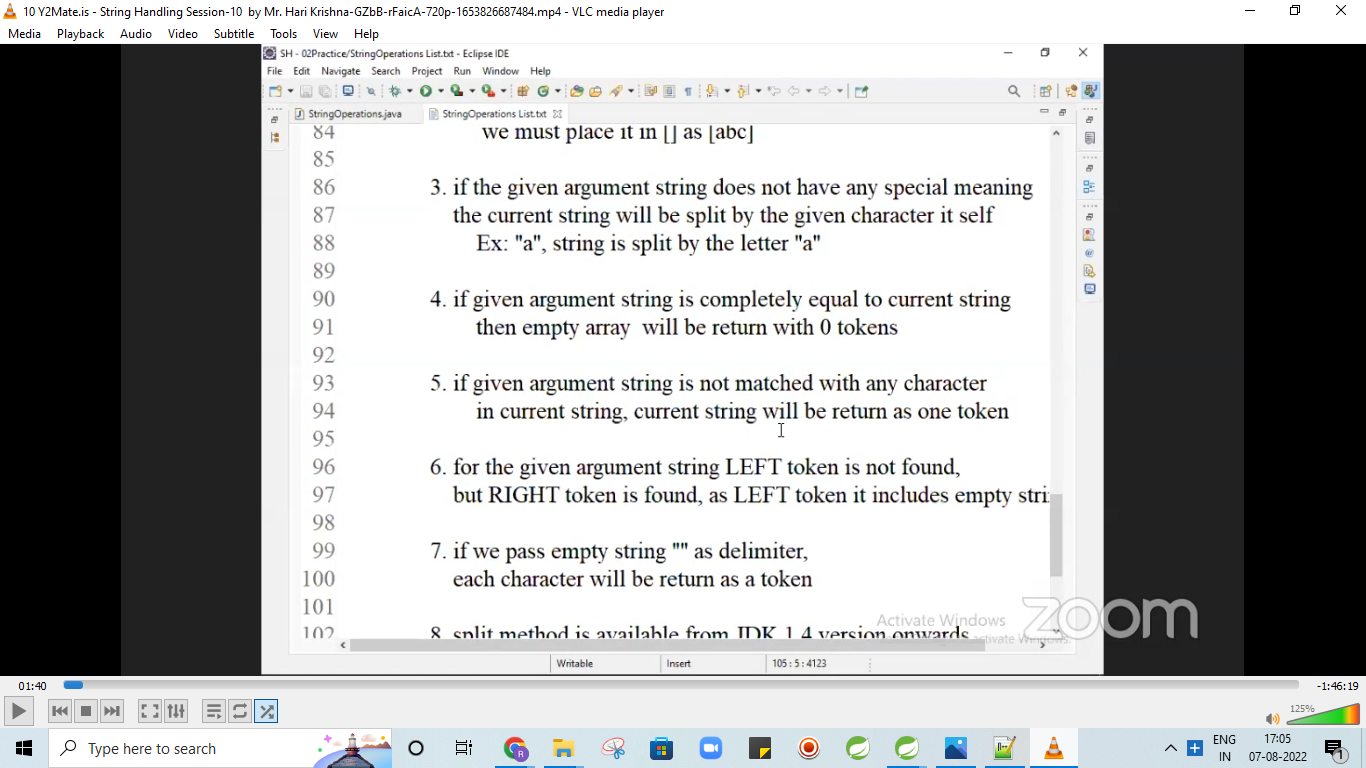 10 Y2Mate.is - String Handling Session-10 by Mr. Hari Krishna-GZbB-rFaicA-720p-1653826687484.mp4 - VLC media player
Media Playback Audio Video Subtitle Tools View Help
SH - 02Practice/StringOperations List.txt - Eclipse IDE
File Edit Navigate Search Project Run Window Help
StringOperations.java StringOperations List.txt
84 we must place it in [] as [abc]
85
86 3. if the given argument string does not have any special meaning
87 the current string will be split by the given character it self
88 Ex: "a", string is split by the letter "a"
89
90 4. if given argument string is completely equal to current string
91 then empty array will be return with 0 tokens
92
93 5. if given argument string is not matched with any character
94 in current string, current string will be return as one token
95
96 6. for the given argument string LEFT token is not found,
97 but RIGHT token is found, as LEFT token it includes empty stri
98
99 7. if we pass empty string "" as delimiter,
100 each character will be return as a token
101
102 8. split method is available from JDK 1.4 version onwards
Activate Windows
zoom
Writable Insert 105 : 5 : 4123
01:40 -1:46:19
125%
Type here to search
ENG
IN
17:05
07-08-2022
1